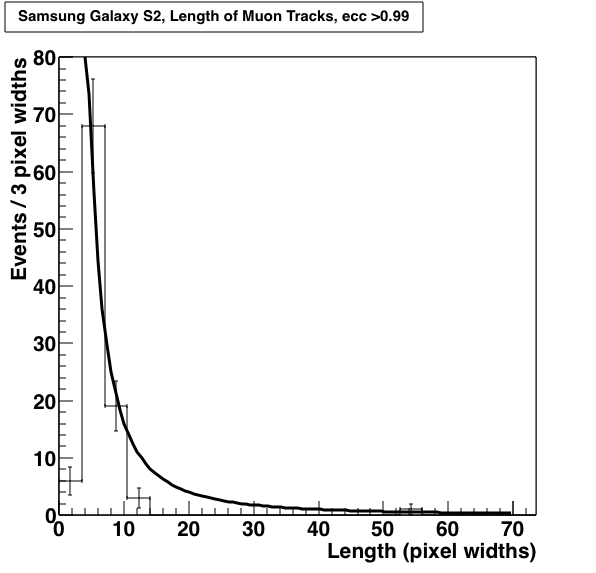 Samsung Galaxy S2, Length of Muon Tracks, ecc >0.99
Events / 3 pixel widths
80
70
60
50
40
30
20
10
0
0 10 20 30 40 50 60 70
Length (pixel widths)